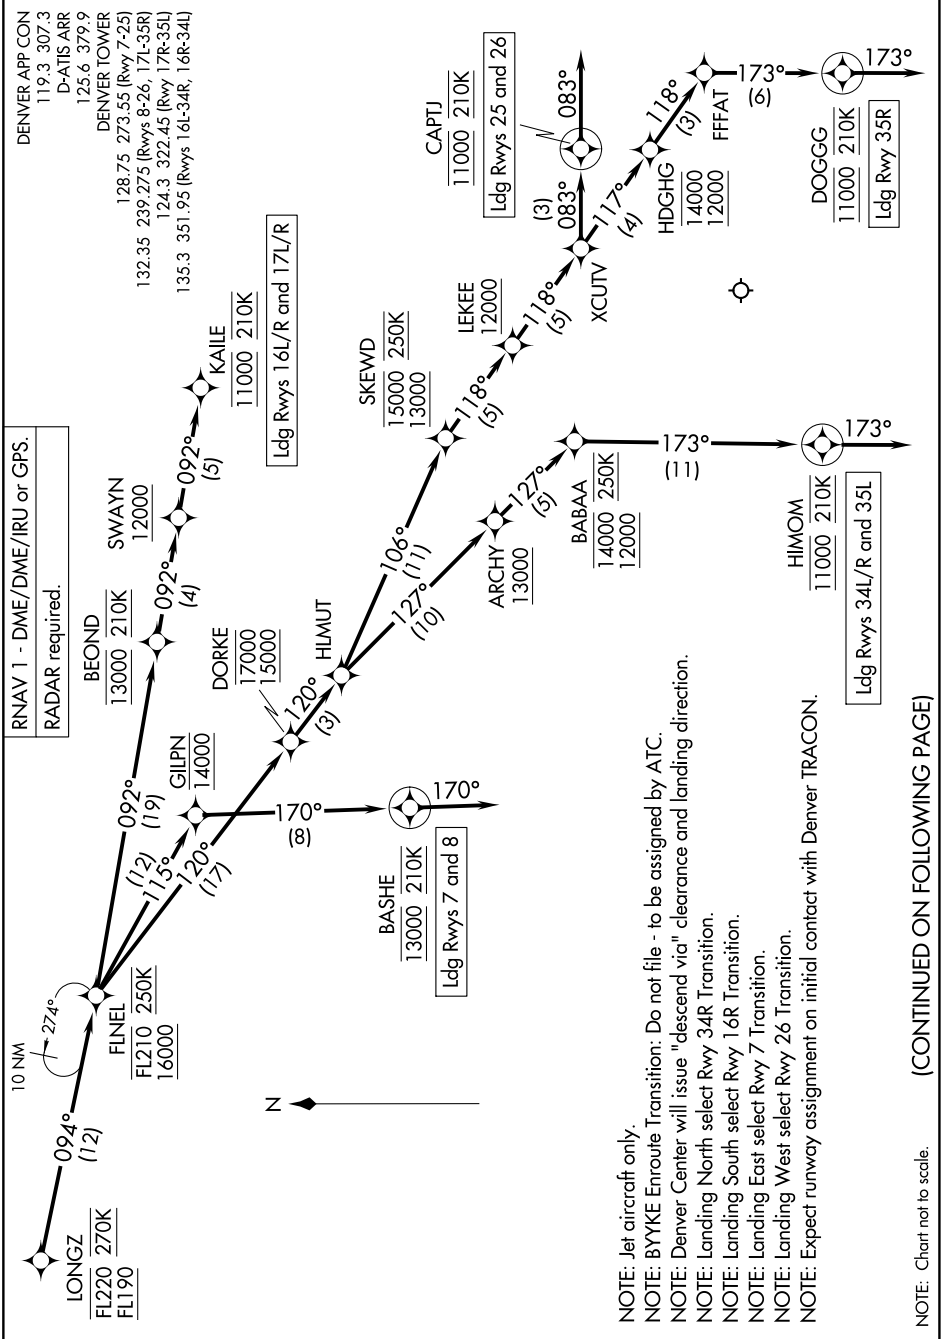 RNAV 1 - DME/DME/IRU or GPS.
RADAR required.
DENVER APP CON
119.3 307.3
D-ATIS ARR
125.6 379.9
DENVER TOWER
128.75 273.55 (Rwy 7-25)
132.35 239.275 (Rwys 8-26, 17L-35R)
124.3 322.45 (Rwy 17R-35L)
135.3 351.95 (Rwys 16L-34R, 16R-34L)
10 NM
274°
LONGZ
FL220 270K
FL190
094°
(12)
FLNEL
FL210 250K
16000
092°
(19)
BEOND
13000 210K
092°
(4)
SWAYN
12000
092°
(5)
KAILE
11000 210K
Ldg Rwys 16L/R and 17L/R
(12)
115°
GILPN
14000
170°
(8)
BASHE
13000 210K
170°
Ldg Rwys 7 and 8
120°
(17)
DORKE
17000
15000
120°
(3)
HLMUT
106°
(11)
SKEWD
15000 250K
13000
118°
(5)
LEKEE
12000
118°
(5)
XCUTV
(3)
083°
CAPTJ
11000 210K
083°
Ldg Rwys 25 and 26
117°
(4)
HDGHG
14000
12000
118°
(3)
FFFAT
173°
(6)
DOGGG
11000 210K
173°
Ldg Rwy 35R
127°
(10)
ARCHY
13000
127°
(5)
BABAA
14000 250K
12000
173°
(11)
HIMOM
11000 210K
173°
Ldg Rwys 34L/R and 35L
N
NOTE: Jet aircraft only.
NOTE: BYYKE Enroute Transition: Do not file - to be assigned by ATC.
NOTE: Denver Center will issue "descend via" clearance and landing direction.
NOTE: Landing North select Rwy 34R Transition.
NOTE: Landing South select Rwy 16R Transition.
NOTE: Landing East select Rwy 7 Transition.
NOTE: Landing West select Rwy 26 Transition.
NOTE: Expect runway assignment on initial contact with Denver TRACON.
NOTE: Chart not to scale.
(CONTINUED ON FOLLOWING PAGE)